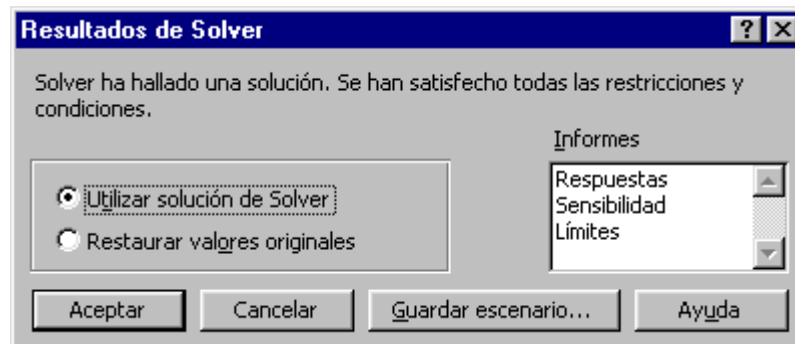 Resultados de Solver
Solver ha hallado una solución. Se han satisfecho todas las restricciones y
condiciones.
Informes
Utilizar solución de Solver
Restaurar valores originales
Respuestas
Sensibilidad
Límites
Aceptar
Cancelar
Guardar escenario...
Ayuda